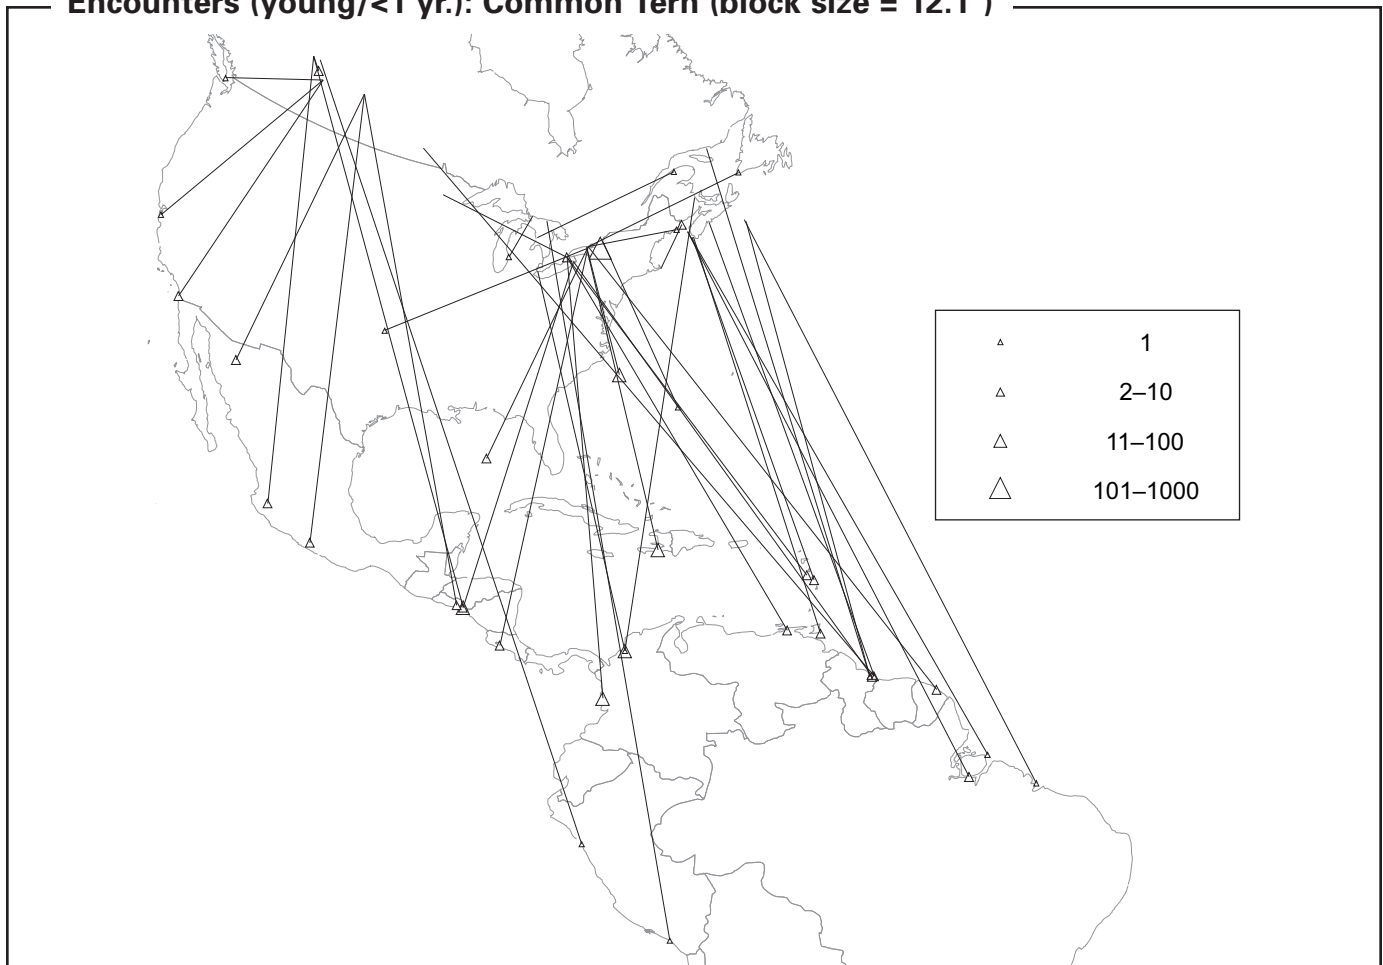 Encounters (young/<1 yr.): Common Tern (block size = 12.1°)
1
2–10
11–100
101–1000